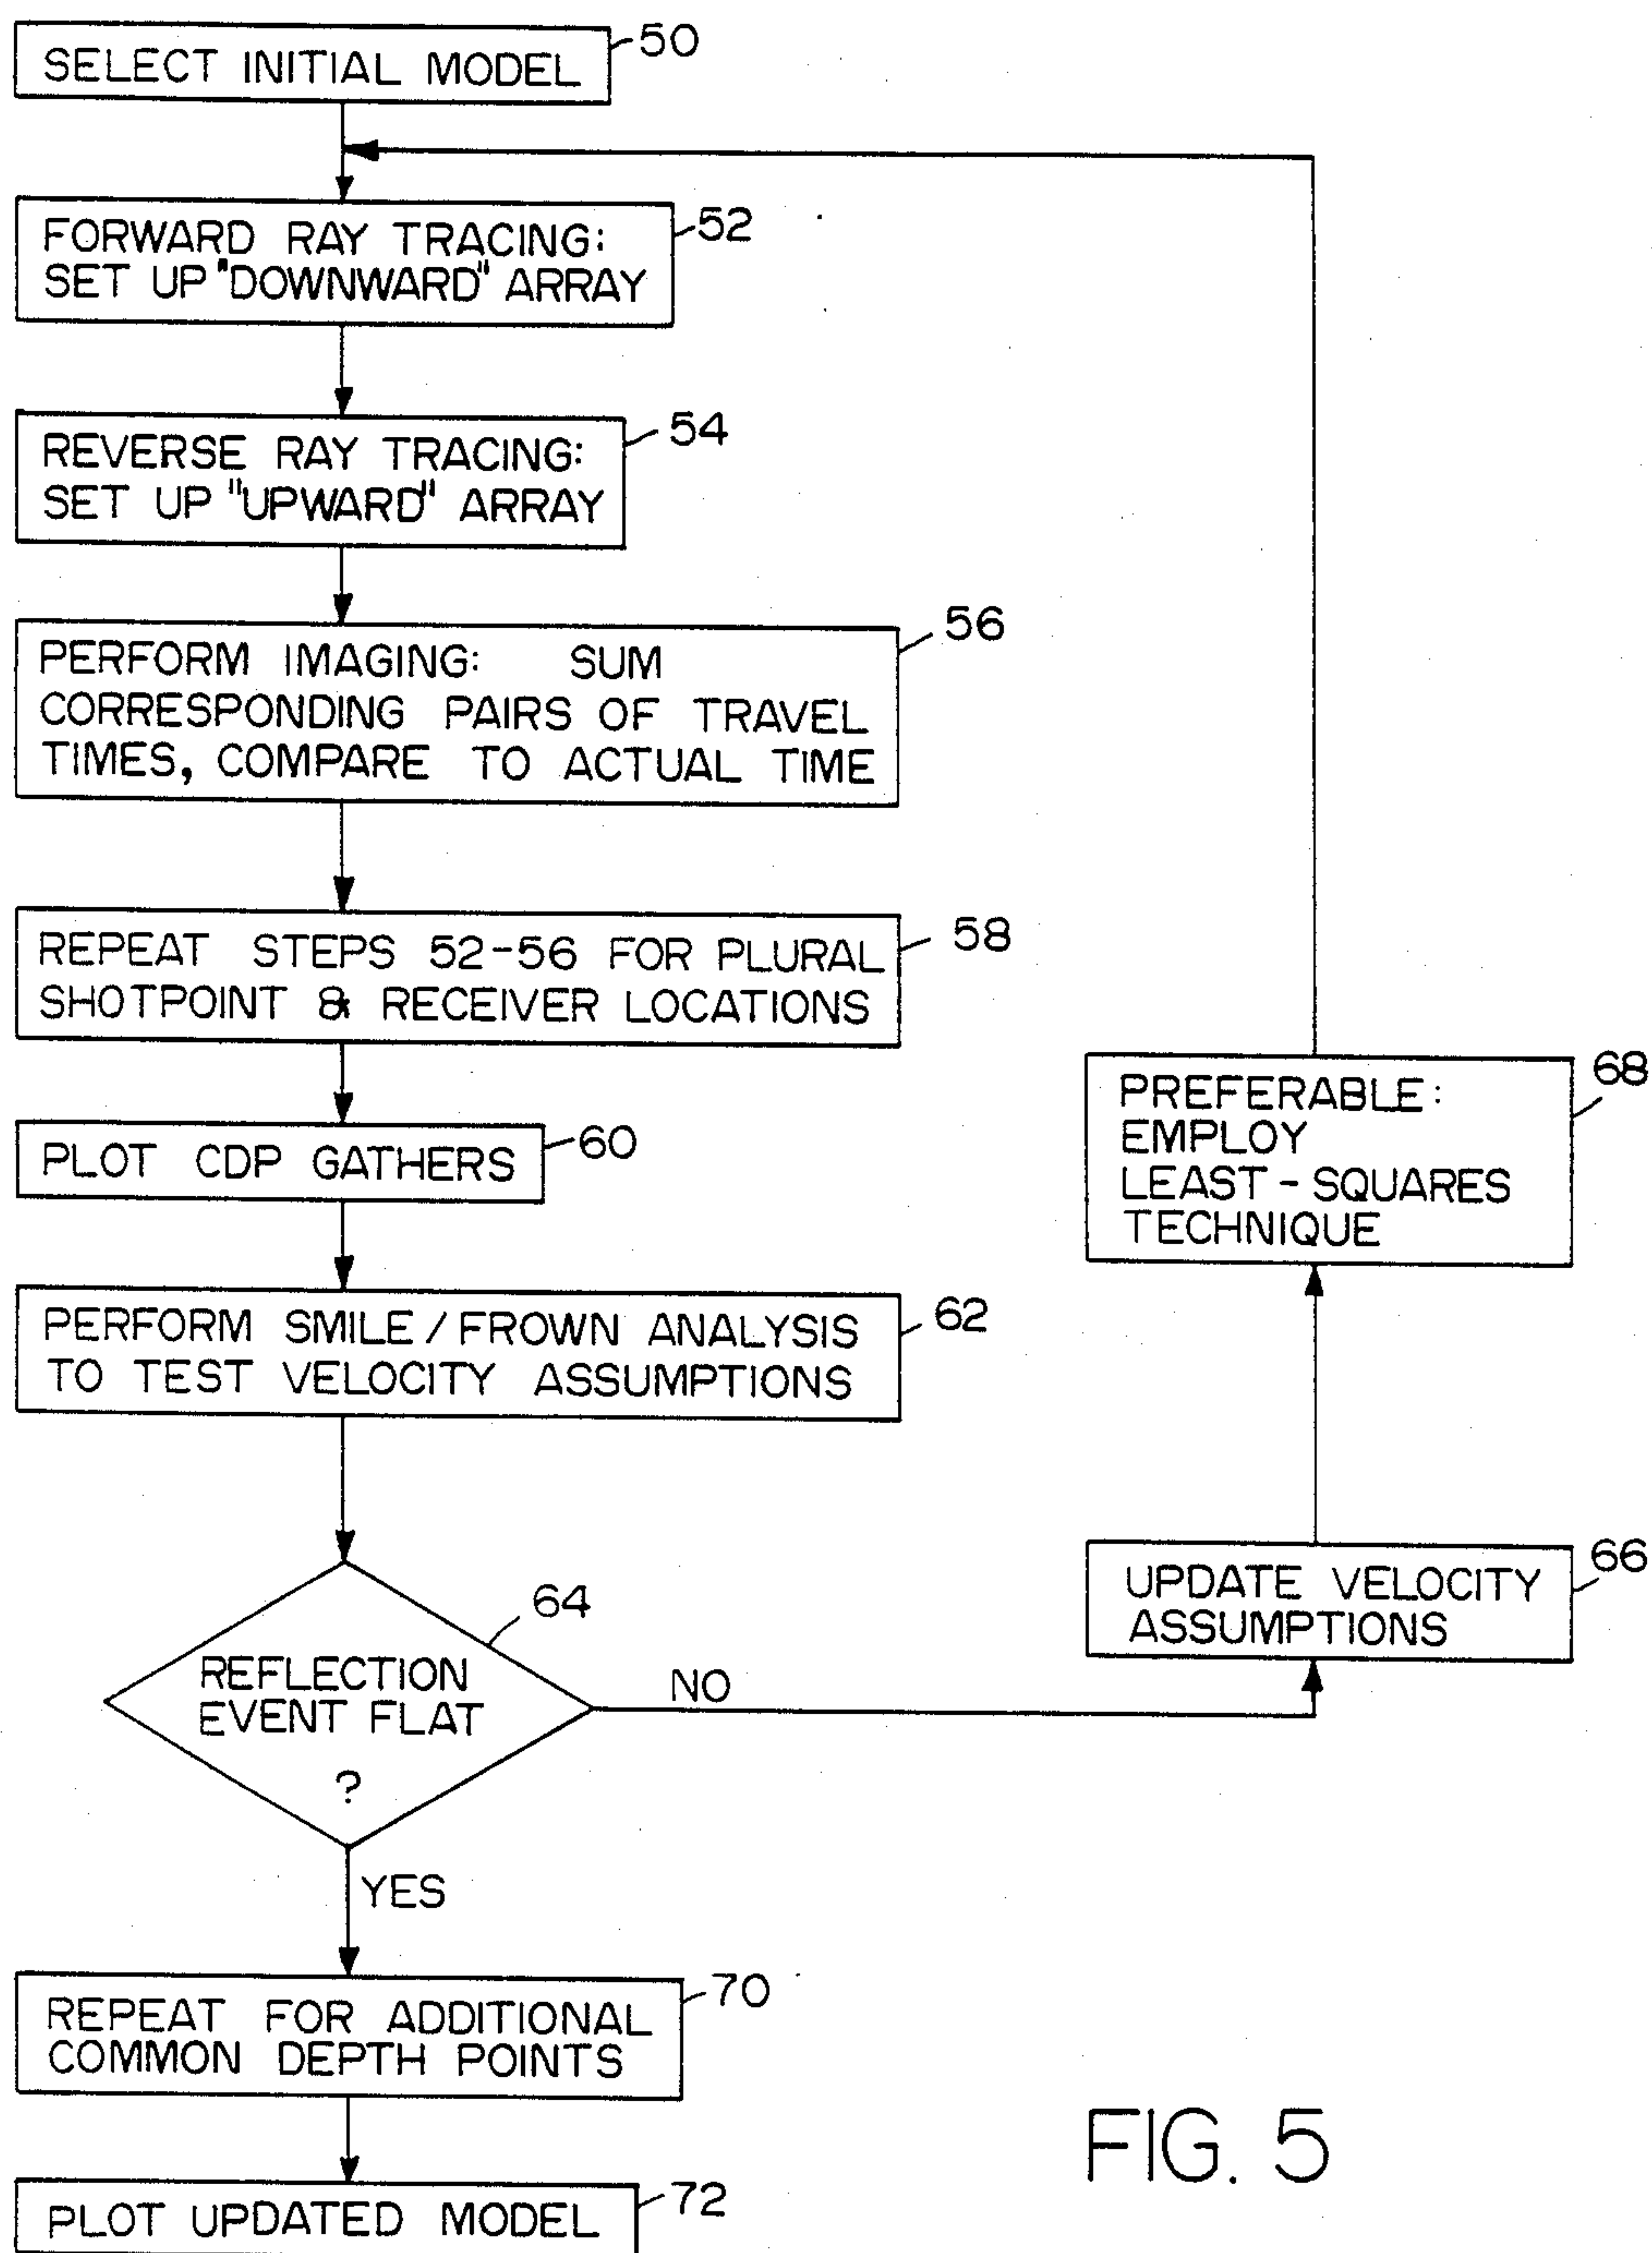 SELECT INITIAL MODEL
50
FORWARD RAY TRACING:
SET UP "DOWNWARD" ARRAY
52
REVERSE RAY TRACING:
SET UP "UPWARD" ARRAY
54
PERFORM IMAGING: SUM
CORRESPONDING PAIRS OF TRAVEL
TIMES, COMPARE TO ACTUAL TIME
56
REPEAT STEPS 52-56 FOR PLURAL
SHOTPOINT & RECEIVER LOCATIONS
58
PLOT CDP GATHERS
60
PERFORM SMILE / FROWN ANALYSIS
TO TEST VELOCITY ASSUMPTIONS
62
REFLECTION
EVENT FLAT
?
64
NO
UPDATE VELOCITY
ASSUMPTIONS
66
PREFERABLE:
EMPLOY
LEAST - SQUARES
TECHNIQUE
68
YES
REPEAT FOR ADDITIONAL
COMMON DEPTH POINTS
70
PLOT UPDATED MODEL
72
FIG. 5